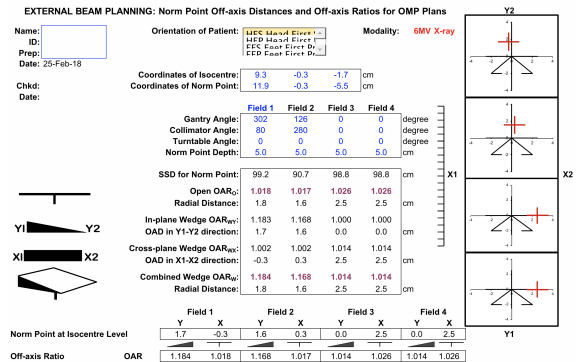 EXTERNAL BEAM PLANNING: Norm Point Off-axis Distances and Off-axis Ratios for OMP Plans
Y2
Name:
ID:
Prep:
Date: 25-Feb-18
Chkd:
Date:
Orientation of Patient:
HFS Head First
HFP Head First
FFS Feet First
Modality: 6MV X-ray
Coordinates of Isocentre: 9.3 -0.3 -1.7 cm
Coordinates of Norm Point: 11.9 -0.3 -5.5 cm
Field 1 Field 2 Field 3 Field 4
Gantry Angle: 302 126 0 0 degree
Collimator Angle: 80 280 0 0 degree
Turntable Angle: 0 0 0 0 degree
Norm Point Depth: 5.0 5.0 5.0 5.0 cm
X1
X2
SSD for Norm Point: 99.2 90.7 98.8 98.8 cm
Open OARO: 1.018 1.017 1.026 1.026
Radial Distance: 1.8 1.6 2.5 2.5 cm
In-plane Wedge OARWY: 1.183 1.168 1.000 1.000
OAD in Y1-Y2 direction: 1.7 1.6 0.0 0.0 cm
Cross-plane Wedge OARWX: 1.002 1.002 1.014 1.014
OAD in X1-X2 direction: -0.3 0.3 2.5 2.5 cm
Combined Wedge OARW: 1.184 1.168 1.014 1.014
Radial Distance: 1.8 1.6 2.5 2.5 cm
Y1 Y2
X1 X2
Y1
Field 1 Field 2 Field 3 Field 4
Y X Y X Y X Y X
Norm Point at Isocentre Level 1.7 -0.3 1.6 0.3 0.0 2.5 0.0 2.5
Off-axis Ratio OAR 1.184 1.018 1.168 1.017 1.014 1.026 1.014 1.026